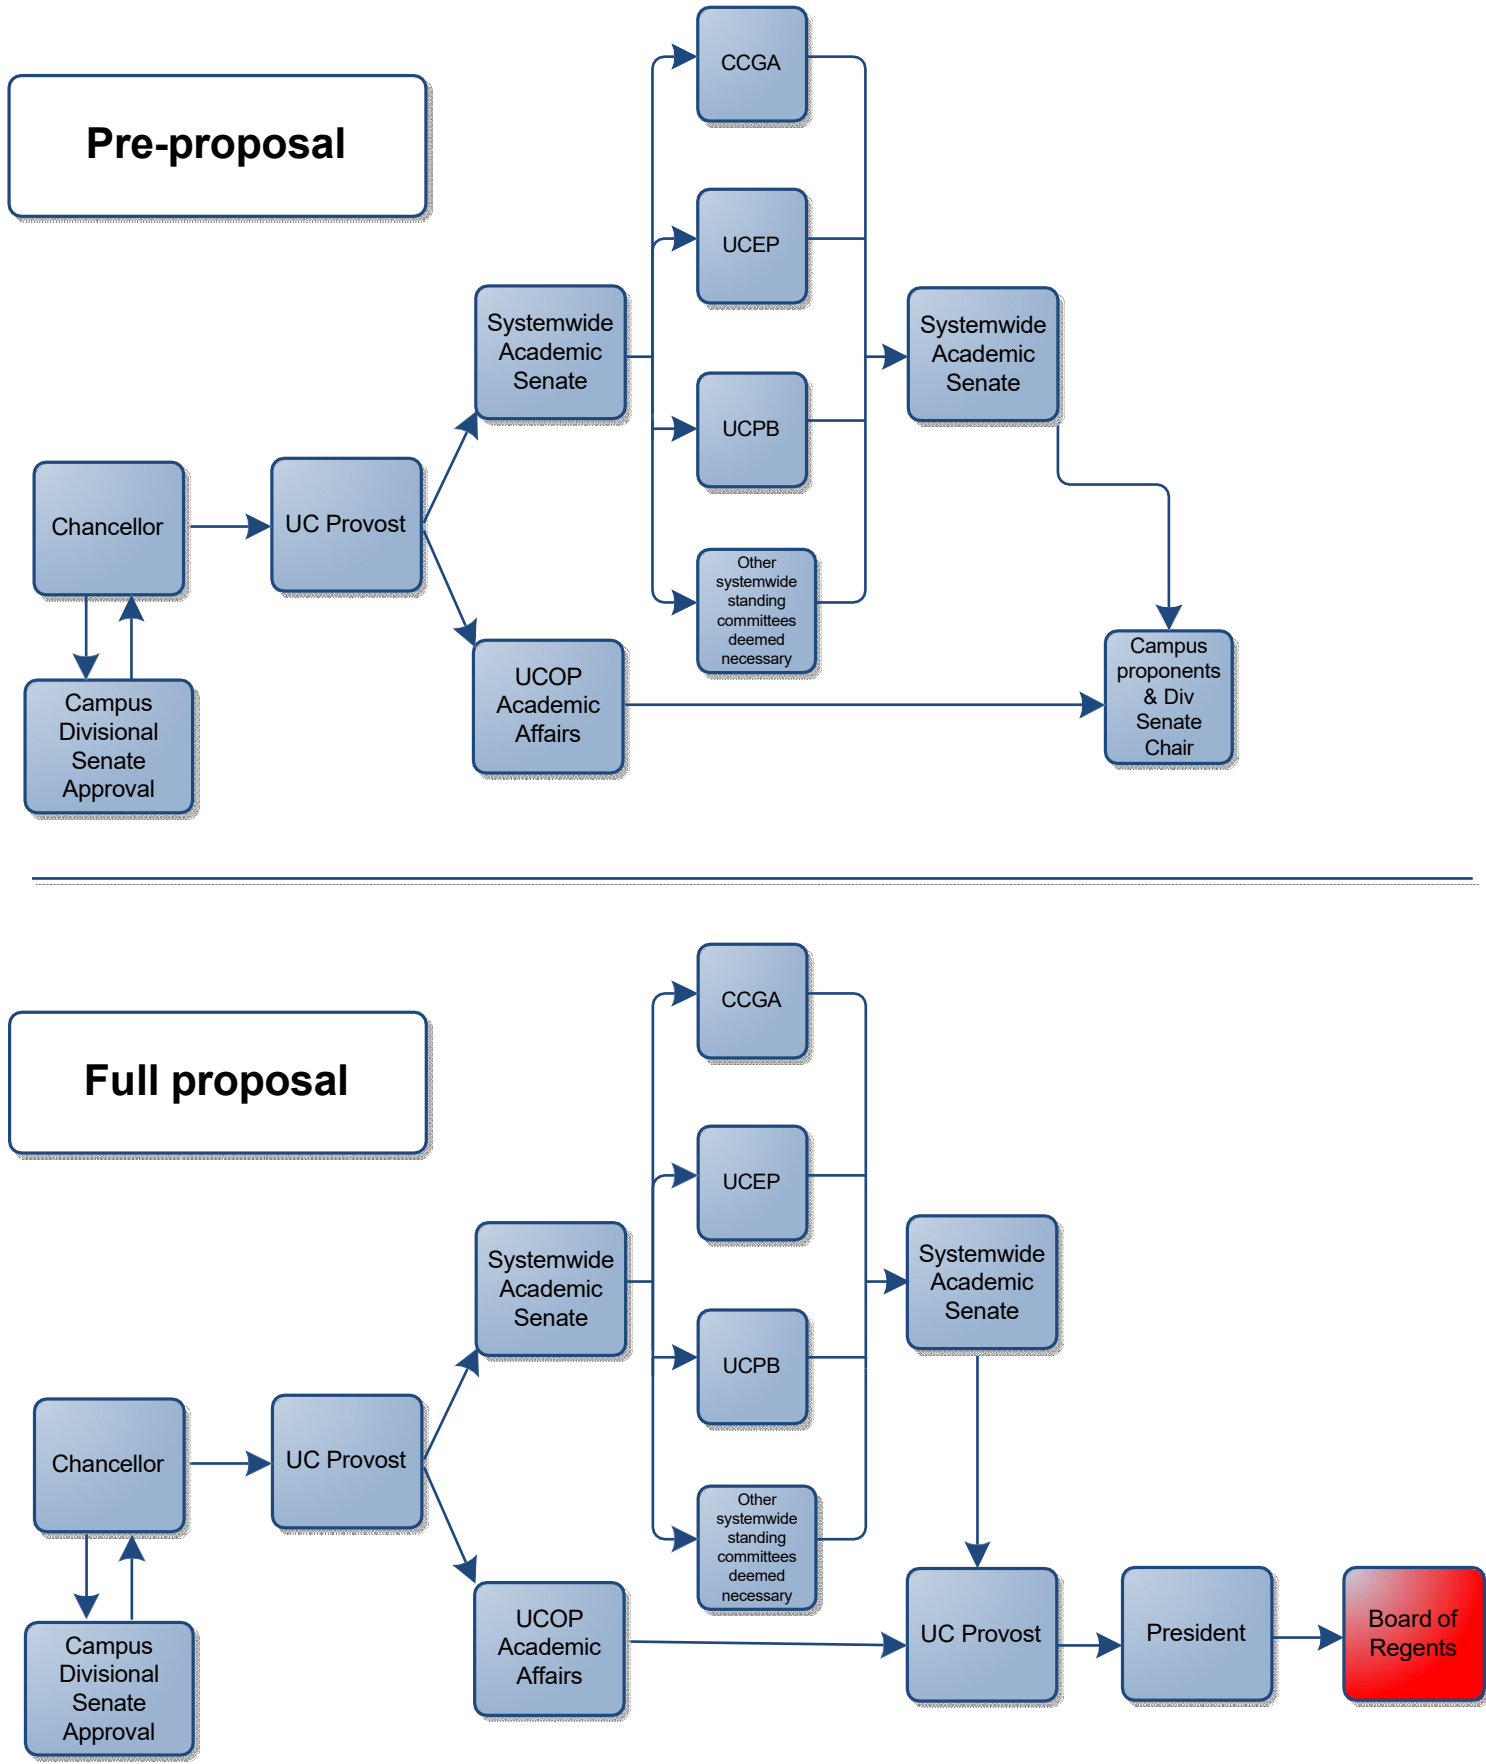 Pre-proposal
CCGA
UCEP
UCPB
Other
systemwide
standing
committees
deemed
necessary
Systemwide
Academic
Senate
Systemwide
Academic
Senate
Chancellor
UC Provost
Campus
Divisional
Senate
Approval
UCOP
Academic
Affairs
Campus
proponents
& Div
Senate
Chair
Full proposal
CCGA
UCEP
UCPB
Other
systemwide
standing
committees
deemed
necessary
Systemwide
Academic
Senate
Systemwide
Academic
Senate
Chancellor
UC Provost
Campus
Divisional
Senate
Approval
UCOP
Academic
Affairs
UC Provost
President
Board of
Regents